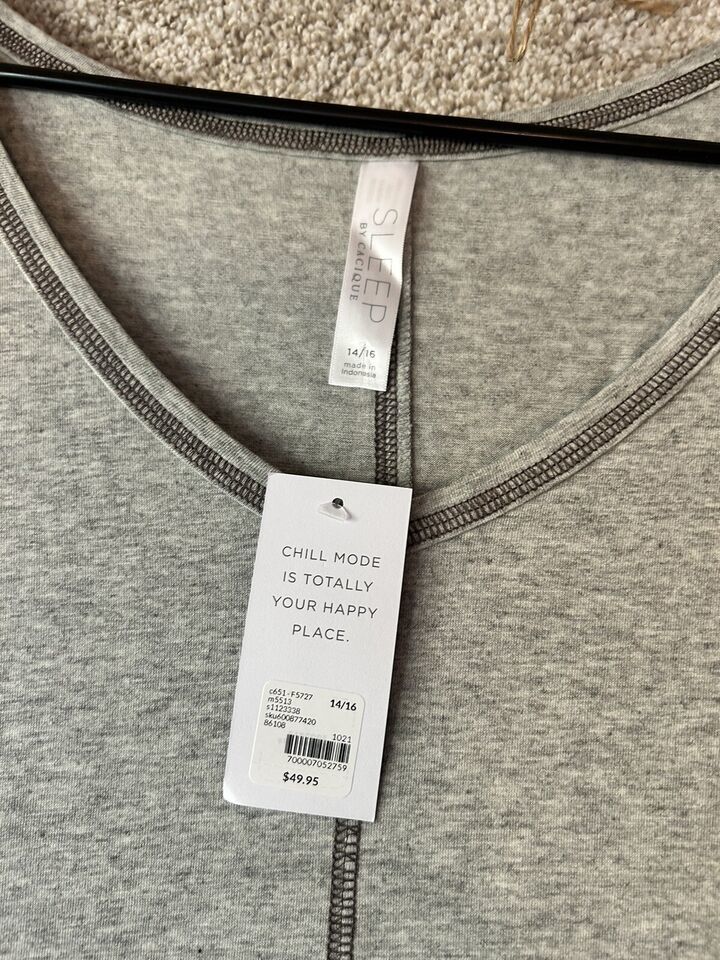 SLEEP
BY CACIQUE
14/16
made in
Indonesia
CHILL MODE
IS TOTALLY
YOUR HAPPY
PLACE.
c651-F5727
m5513 14/16
s1123338
sku600877420
86108
1021
700007052759
$49.95